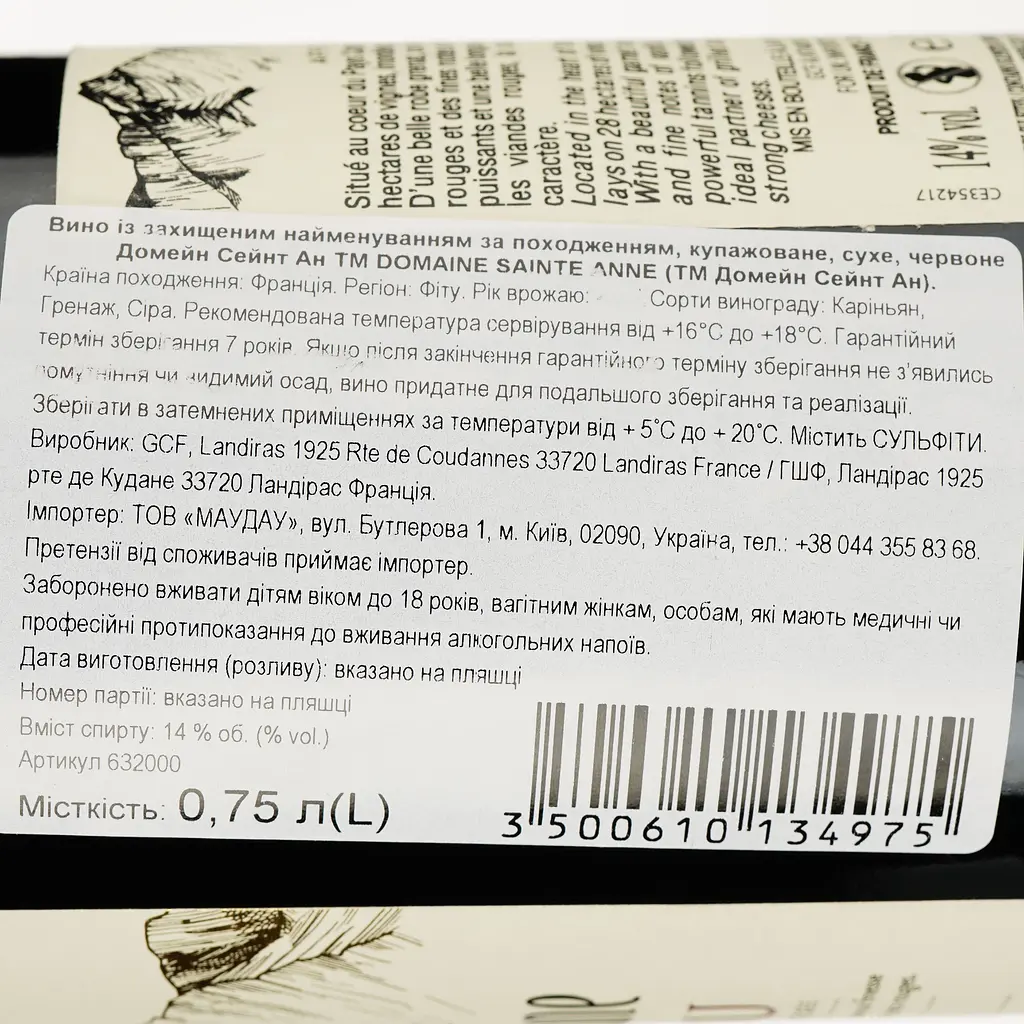 Situé au coeur du
hectares de vignes,
D'une belle robe
rouges et des fines
puissants et une belle
les viandes rouges,
caractère.
Located in the heart
lays on 28 hectares
With a beautiful
and fine notes of
powerful tannins
ideal partner of
strong cheeses.
MIS EN BOUTEILLE
PRODUIT DE FRANCE
14% vol. e
CE354217
Вино із захищеним найменуванням за походженням, купажоване, сухе, червоне
Домейн Сейнт Ан ТМ DOMAINE SAINTE ANNE (ТМ Домейн Сейнт Ан).
Країна походження: Франція. Регіон: Фіту. Рік врожаю: Сорти винограду: Каріньян,
Гренаж, Сіра. Рекомендована температура сервірування від +16°С до +18°С. Гарантійний
термін зберігання 7 років. Якщо після закінчення гарантійного терміну зберігання не з'явились
помутніння чи видимий осад, вино придатне для подальшого зберігання та реалізації.
Зберігати в затемнених приміщеннях за температури від + 5°С до + 20°С. Містить СУЛЬФІТИ.
Виробник: GCF, Landiras 1925 Rte de Coudannes 33720 Landiras France / ГШФ, Ландірас 1925
рте де Кудане 33720 Ландірас Франція.
Імпортер: ТОВ «МАУДАУ», вул. Бутлерова 1, м. Київ, 02090, Україна, тел.: +38 044 355 83 68.
Претензії від споживачів приймає імпортер.
Заборонено вживати дітям віком до 18 років, вагітним жінкам, особам, які мають медичні чи
професійні протипоказання до вживання алкогольних напоїв.
Дата виготовлення (розливу): вказано на пляшці
Номер партії: вказано на пляшці
Вміст спирту: 14 % об. (% vol.)
Артикул 632000
Місткість: 0,75 л(L)
3 500610 134975